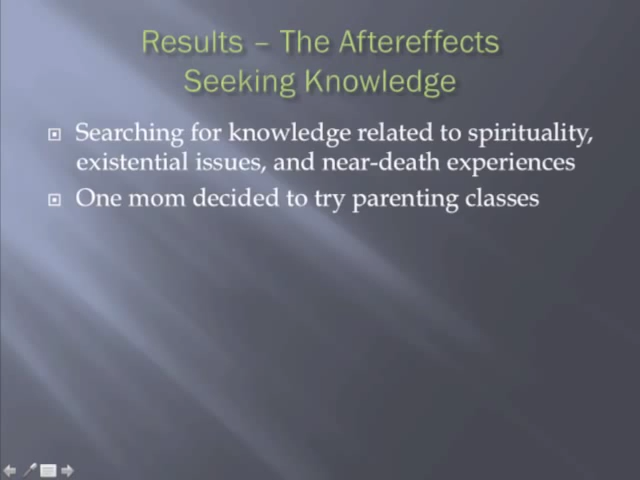 Results – The Aftereffects
Seeking Knowledge
Searching for knowledge related to spirituality,
existential issues, and near-death experiences
One mom decided to try parenting classes